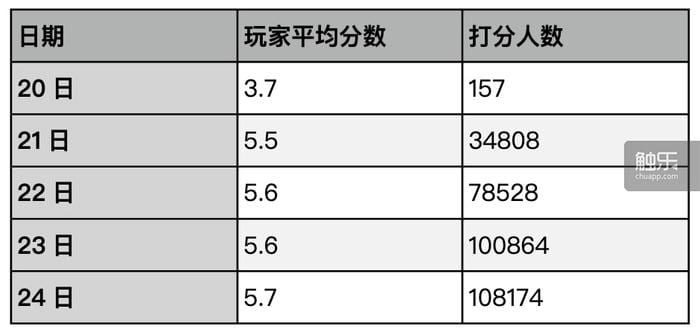 日期 玩家平均分数 打分人数
20 日 3.7 157
21 日 5.5 34808
触乐
chuapp.com
22 日 5.6 78528
23 日 5.6 100864
24 日 5.7 108174